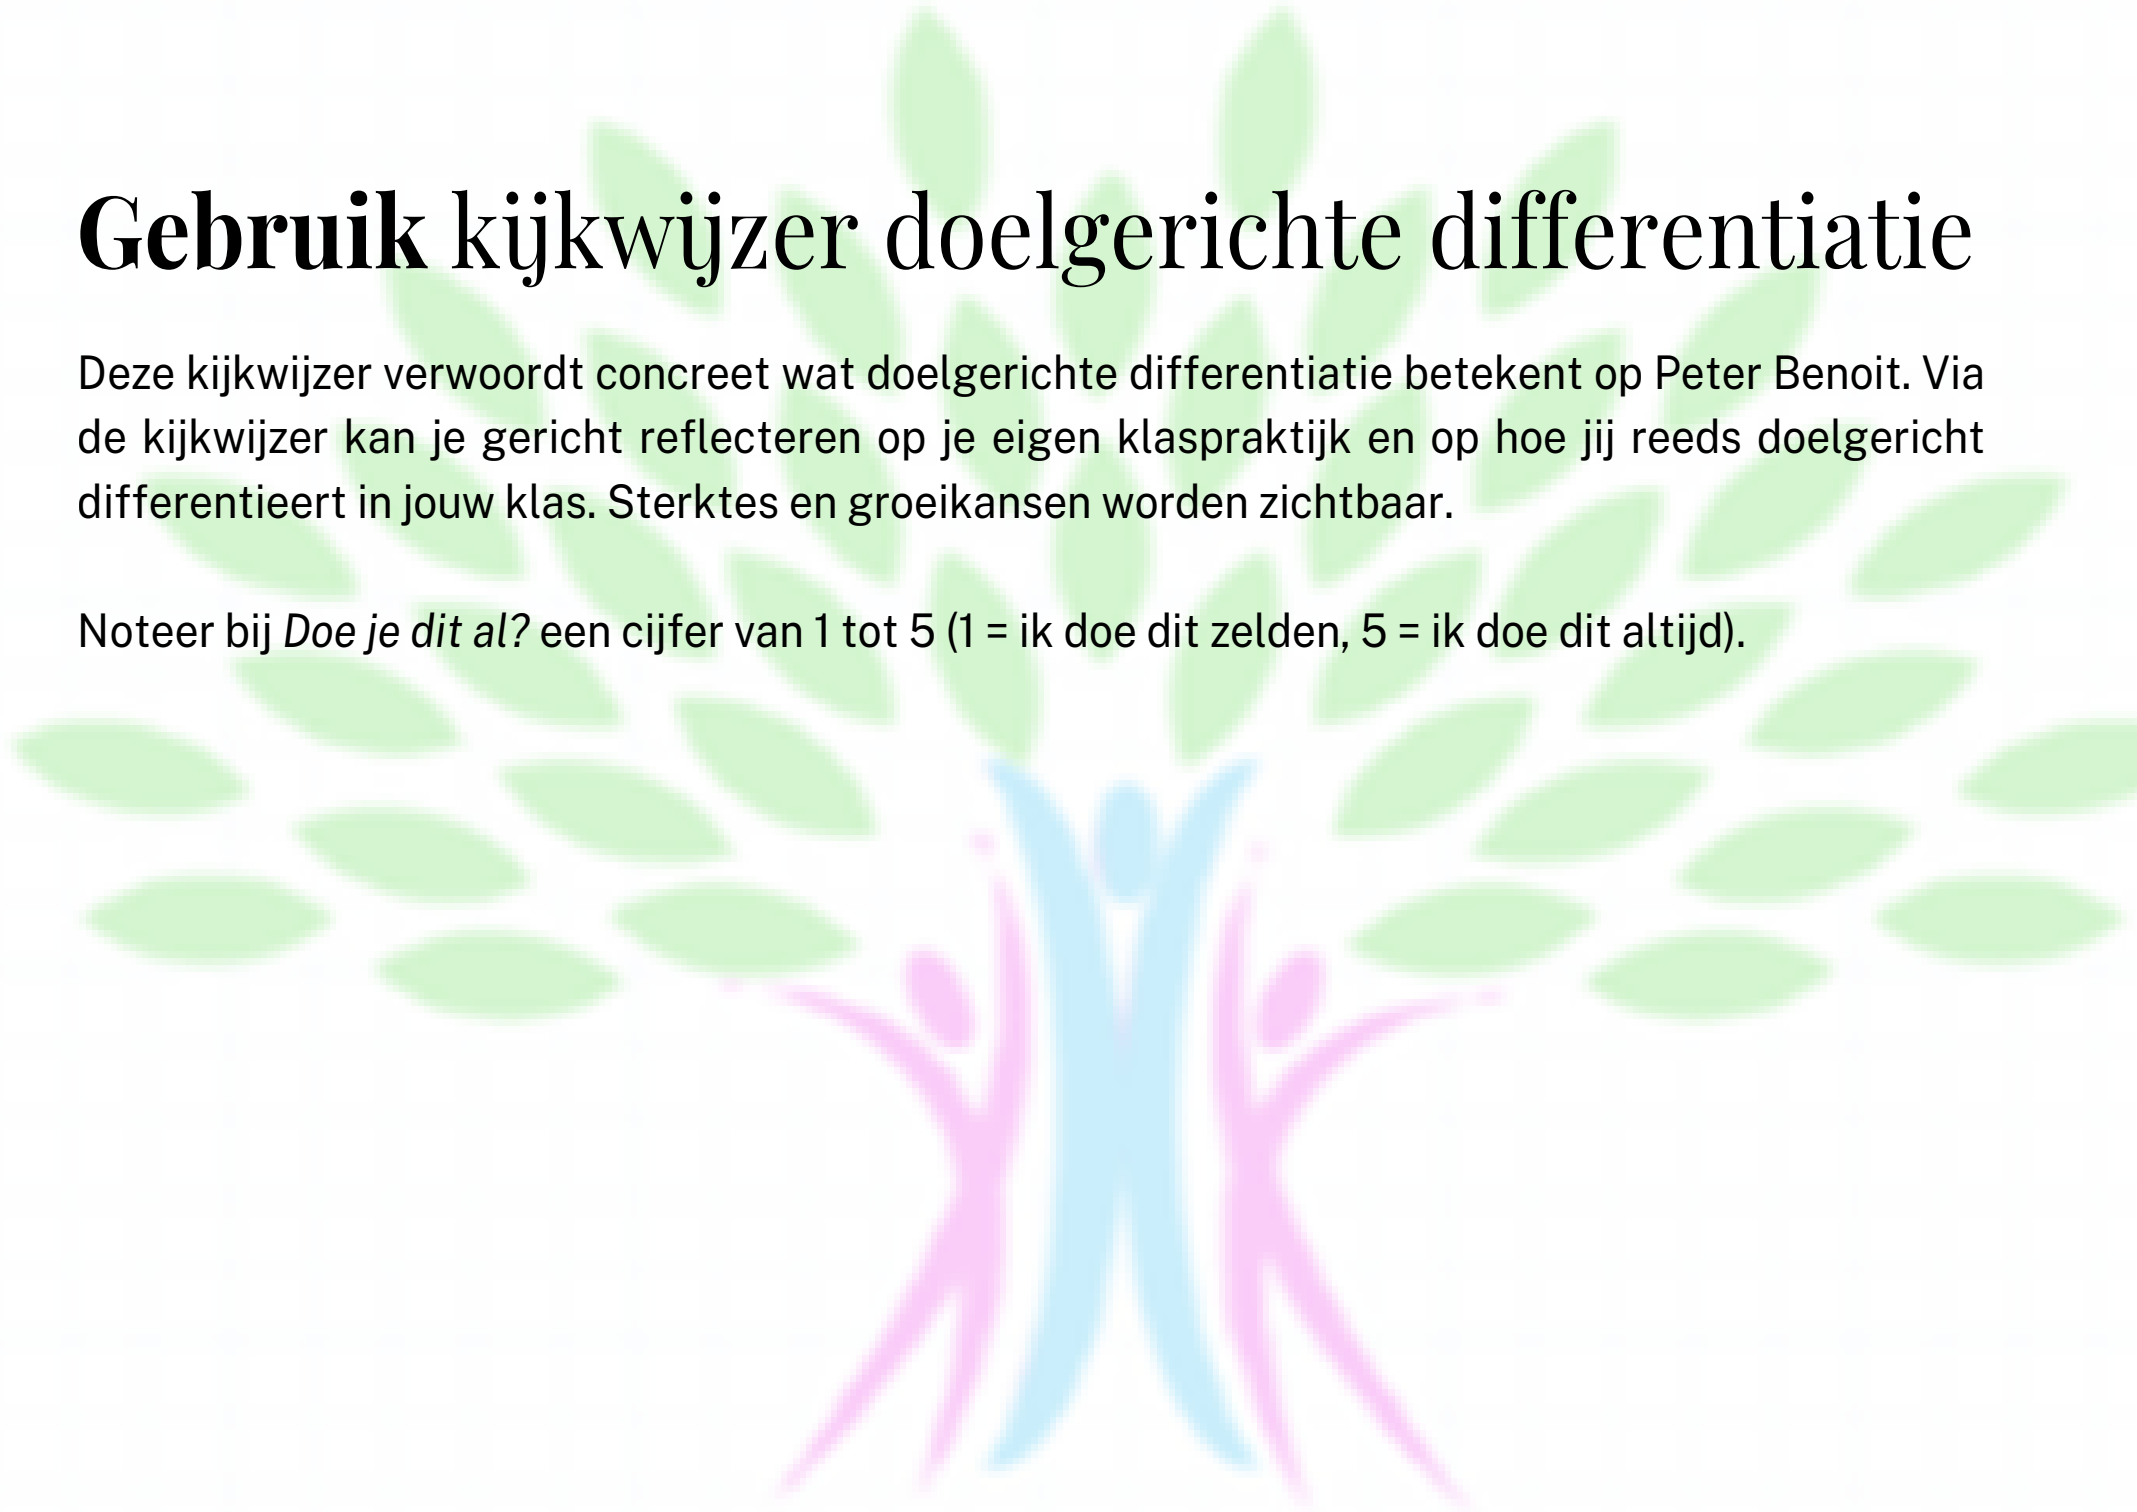 Gebruik kijkwijzer doelgerichte differentiatie
Deze kijkwijzer verwoordt concreet wat doelgerichte differentiatie betekent op Peter Benoit. Via
de kijkwijzer kan je gericht reflecteren op je eigen klaspraktijk en op hoe jij reeds doelgericht
differentieert in jouw klas. Sterktes en groeikansen worden zichtbaar.
Noteer bij Doe je dit al? een cijfer van 1 tot 5 (1 = ik doe dit zelden, 5 = ik doe dit altijd).